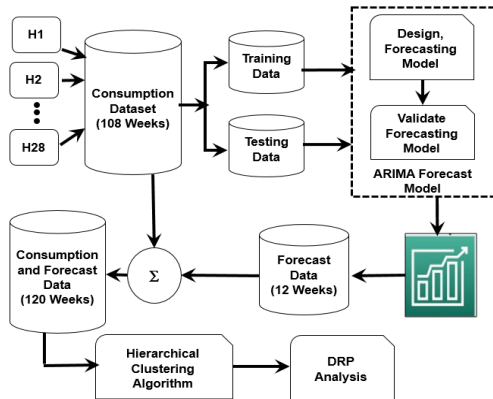 H1
H2
H28
Consumption
Dataset
(108 Weeks)
Training
Data
Testing
Data
Design,
Forecasting
Model
Validate
Forecasting
Model
ARIMA Forecast
Model
Consumption
and Forecast
Data
(120 Weeks)
Σ
Forecast
Data
(12 Weeks)
Hierarchical
Clustering
Algorithm
DRP
Analysis